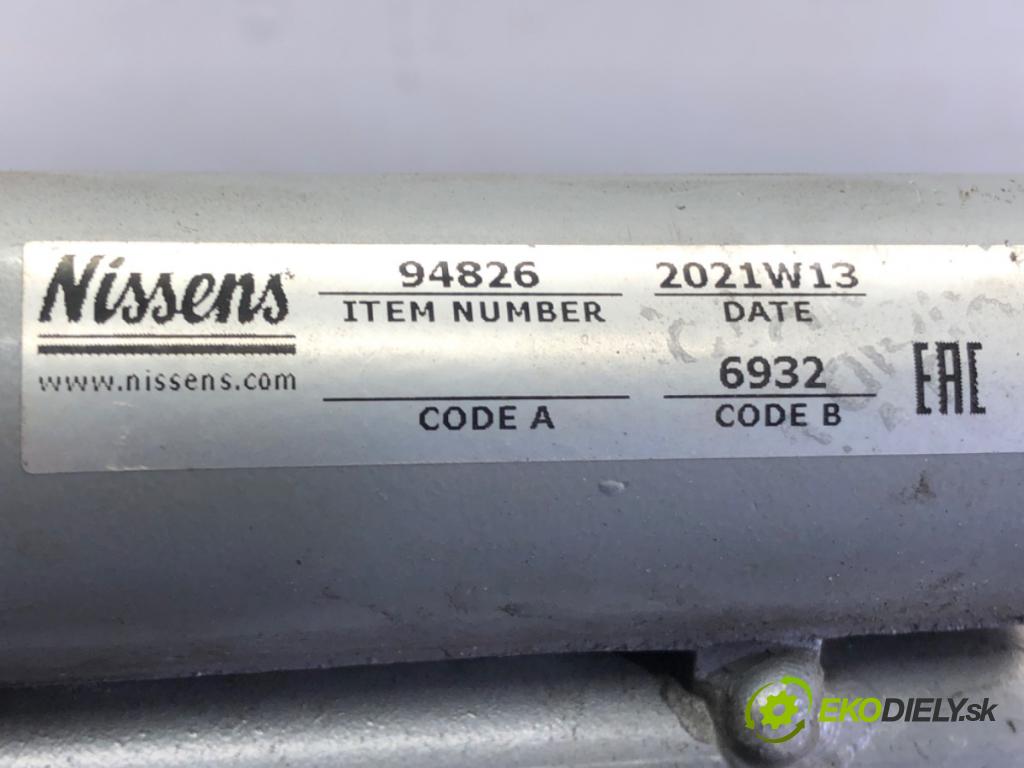 Nissens
www.nissens.com
94826
ITEM NUMBER
2021W13
DATE
CODE A
6932
CODE B
EAC
EKODIELY.sk